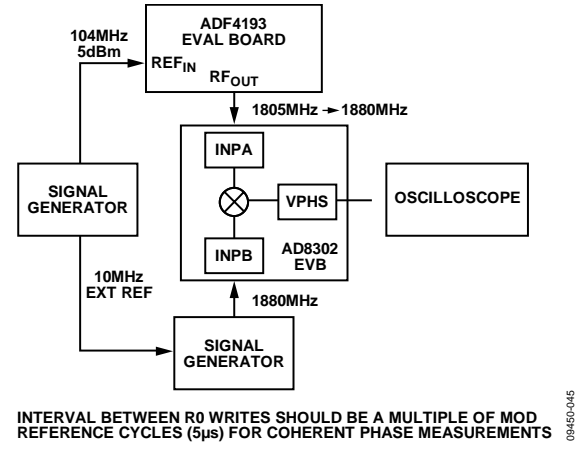 104MHz
5dBm
ADF4193
EVAL BOARD
REFIN
RFOUT
1805MHz → 1880MHz
INPA
SIGNAL
GENERATOR
VPHS
OSCILLOSCOPE
INPB
AD8302
EVB
10MHz
EXT REF
1880MHz
SIGNAL
GENERATOR
INTERVAL BETWEEN R0 WRITES SHOULD BE A MULTIPLE OF MOD
REFERENCE CYCLES (5µs) FOR COHERENT PHASE MEASUREMENTS
09450-045